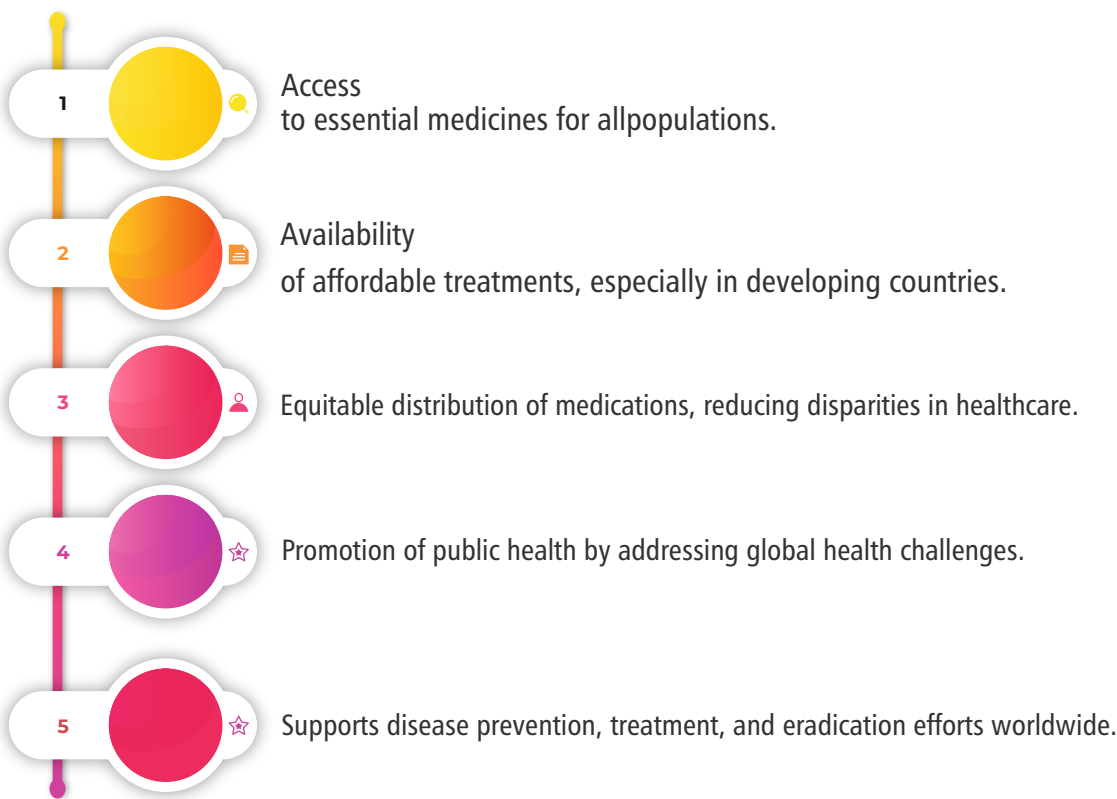 1
Access
to essential medicines for allpopulations.
2
Availability
of affordable treatments, especially in developing countries.
3
Equitable distribution of medications, reducing disparities in healthcare.
4
Promotion of public health by addressing global health challenges.
5
Supports disease prevention, treatment, and eradication efforts worldwide.